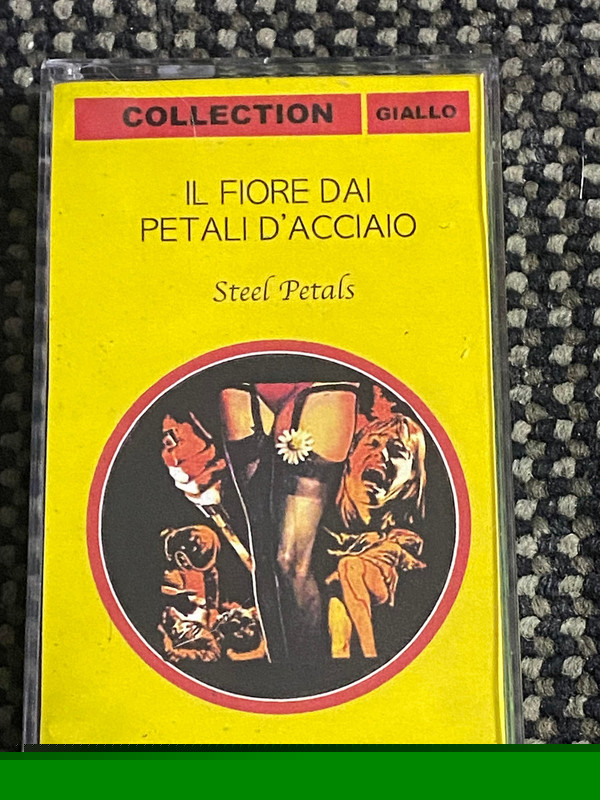 COLLECTION GIALLO
IL FIORE DAI
PETALI D'ACCIAIO
Steel Petals